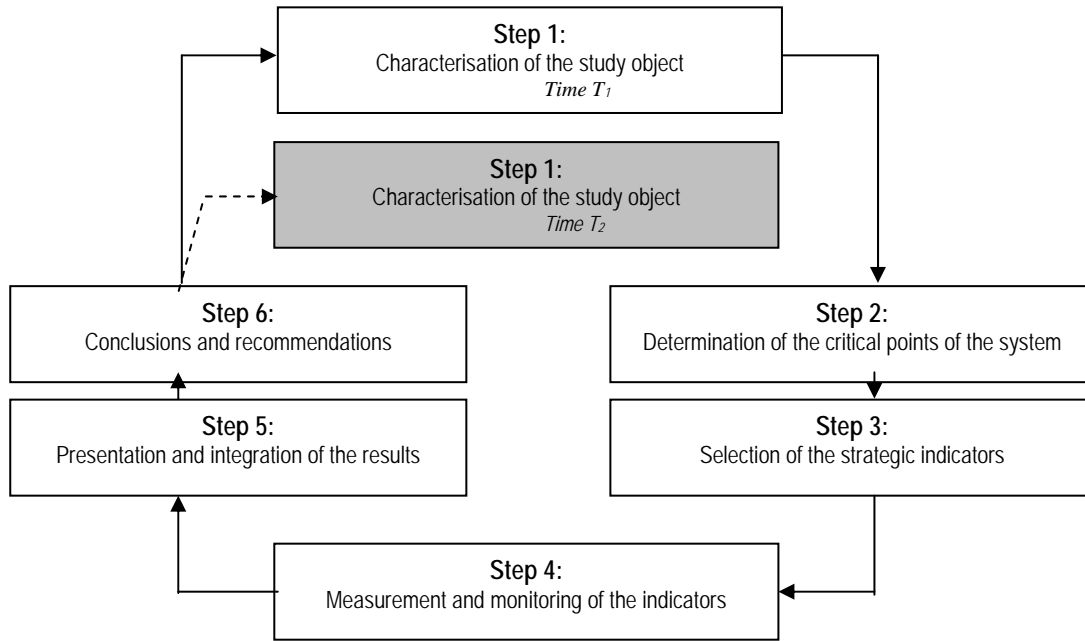 Step 1:
Characterisation of the study object
Time T1
Step 1:
Characterisation of the study object
Time T2
Step 6:
Conclusions and recommendations
Step 2:
Determination of the critical points of the system
Step 5:
Presentation and integration of the results
Step 3:
Selection of the strategic indicators
Step 4:
Measurement and monitoring of the indicators